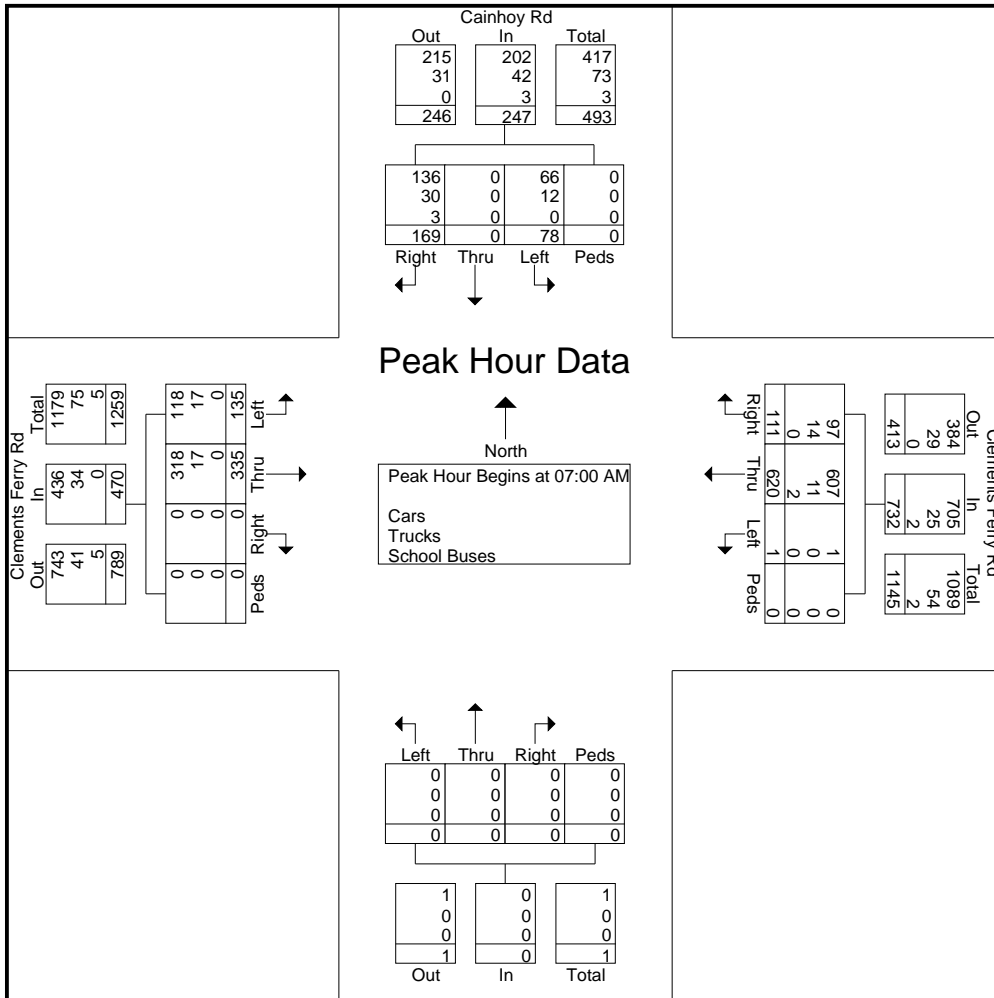 Cainhoy Rd
Out In Total
215 202 417
31 42 73
0 3 3
246 247 493
136 0 66 0
30 0 12 0
3 0 0 0
169 0 78 0
Right Thru Left Peds
Peak Hour Data
North
Peak Hour Begins at 07:00 AM
Cars
Trucks
School Buses
Clements Ferry Rd
Total In Out
1179 436 743
75 34 41
5 0 5
1259 470 789
118 318 0 0
17 17 0 0
0 0 0 0
135 335 0 0
Left Thru Right Peds
Clements Ferry Rd
Out In Total
384 705 1089
29 25 54
0 2 2
413 732 1145
97 607 1 0
14 11 0 0
0 2 0 0
111 620 1 0
Right Thru Left Peds
Left Thru Right Peds
0 0 0 0
0 0 0 0
0 0 0 0
0 0 0 0
1 0 1
0 0 0
0 0 0
1 0 1
Out In Total